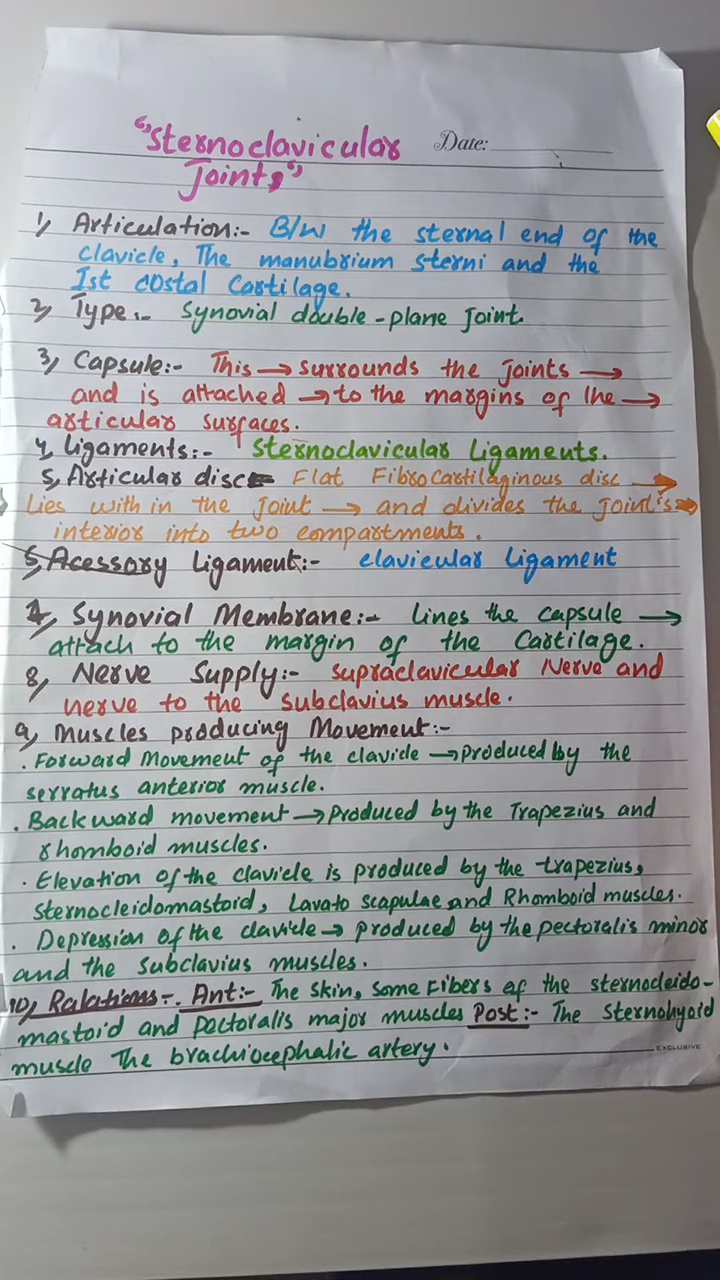 "Sternoclavicular Date:
Joint,"
1, Articulation:- B/W the sternal end of the
clavicle, The manubrium sterni and the
Ist costal Cartilage.
2, Type:- Synovial double-plane Joint.
3, Capsule:- This → surrounds the joints →
and is attached → to the margins of the →
articular surfaces.
4, Ligaments:- Sternoclavicular Ligaments.
5, Articular disc:- Flat Fibrocartilaginous disc →
Lies with in the Joint → and divides the joint's →
interior into two compartments.
5, Acessory Ligament:- clavicular Ligament
7, Synovial Membrane:- Lines the capsule →
attach to the margin of the Cartilage.
8, Nerve Supply:- supraclavicular Nerve and
nerve to the subclavius muscle.
9, Muscles producing Movement:-
. Forward Movement of the clavicle → produced by the
serratus anterior muscle.
. Backward movement → Produced by the Trapezius and
rhomboid muscles.
. Elevation of the clavicle is produced by the trapezius,
Sternocleidomastoid, Lavato scapulae and Rhomboid muscles.
. Depression of the clavicle → produced by the pectoralis minor
and the subclavius muscles.
10, Ralations:- Ant:- The skin, some Fibers of the sternocleido-
mastoid and Pectoralis major muscles Post:- The Sternohyoid
muscle The brachiocephalic artery.
EXCLUSIVE